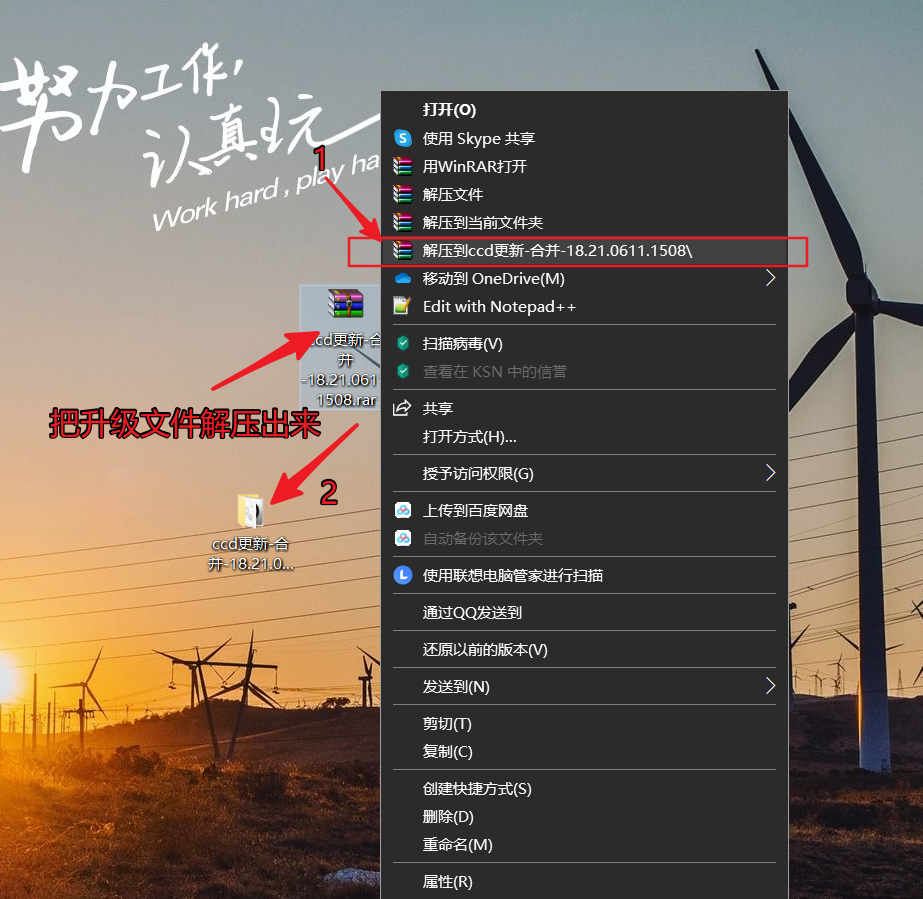 努力工作,
认真玩
Work hard , play ha
1
打开(O)
使用 Skype 共享
用WinRAR打开
解压文件
解压到当前文件夹
解压到ccd更新-合并-18.21.0611.1508\
移动到 OneDrive(M)
Edit with Notepad++
扫描病毒(V)
查看在 KSN 中的信誉
共享
打开方式(H)...
授予访问权限(G)
上传到百度网盘
自动备份该文件夹
使用联想电脑管家进行扫描
通过QQ发送到
还原以前的版本(V)
发送到(N)
剪切(T)
复制(C)
创建快捷方式(S)
删除(D)
重命名(M)
属性(R)
ccd更新-合
并
-18.21.061
1508.rar
把升级文件解压出来
2
ccd更新-合
并-18.21.0...